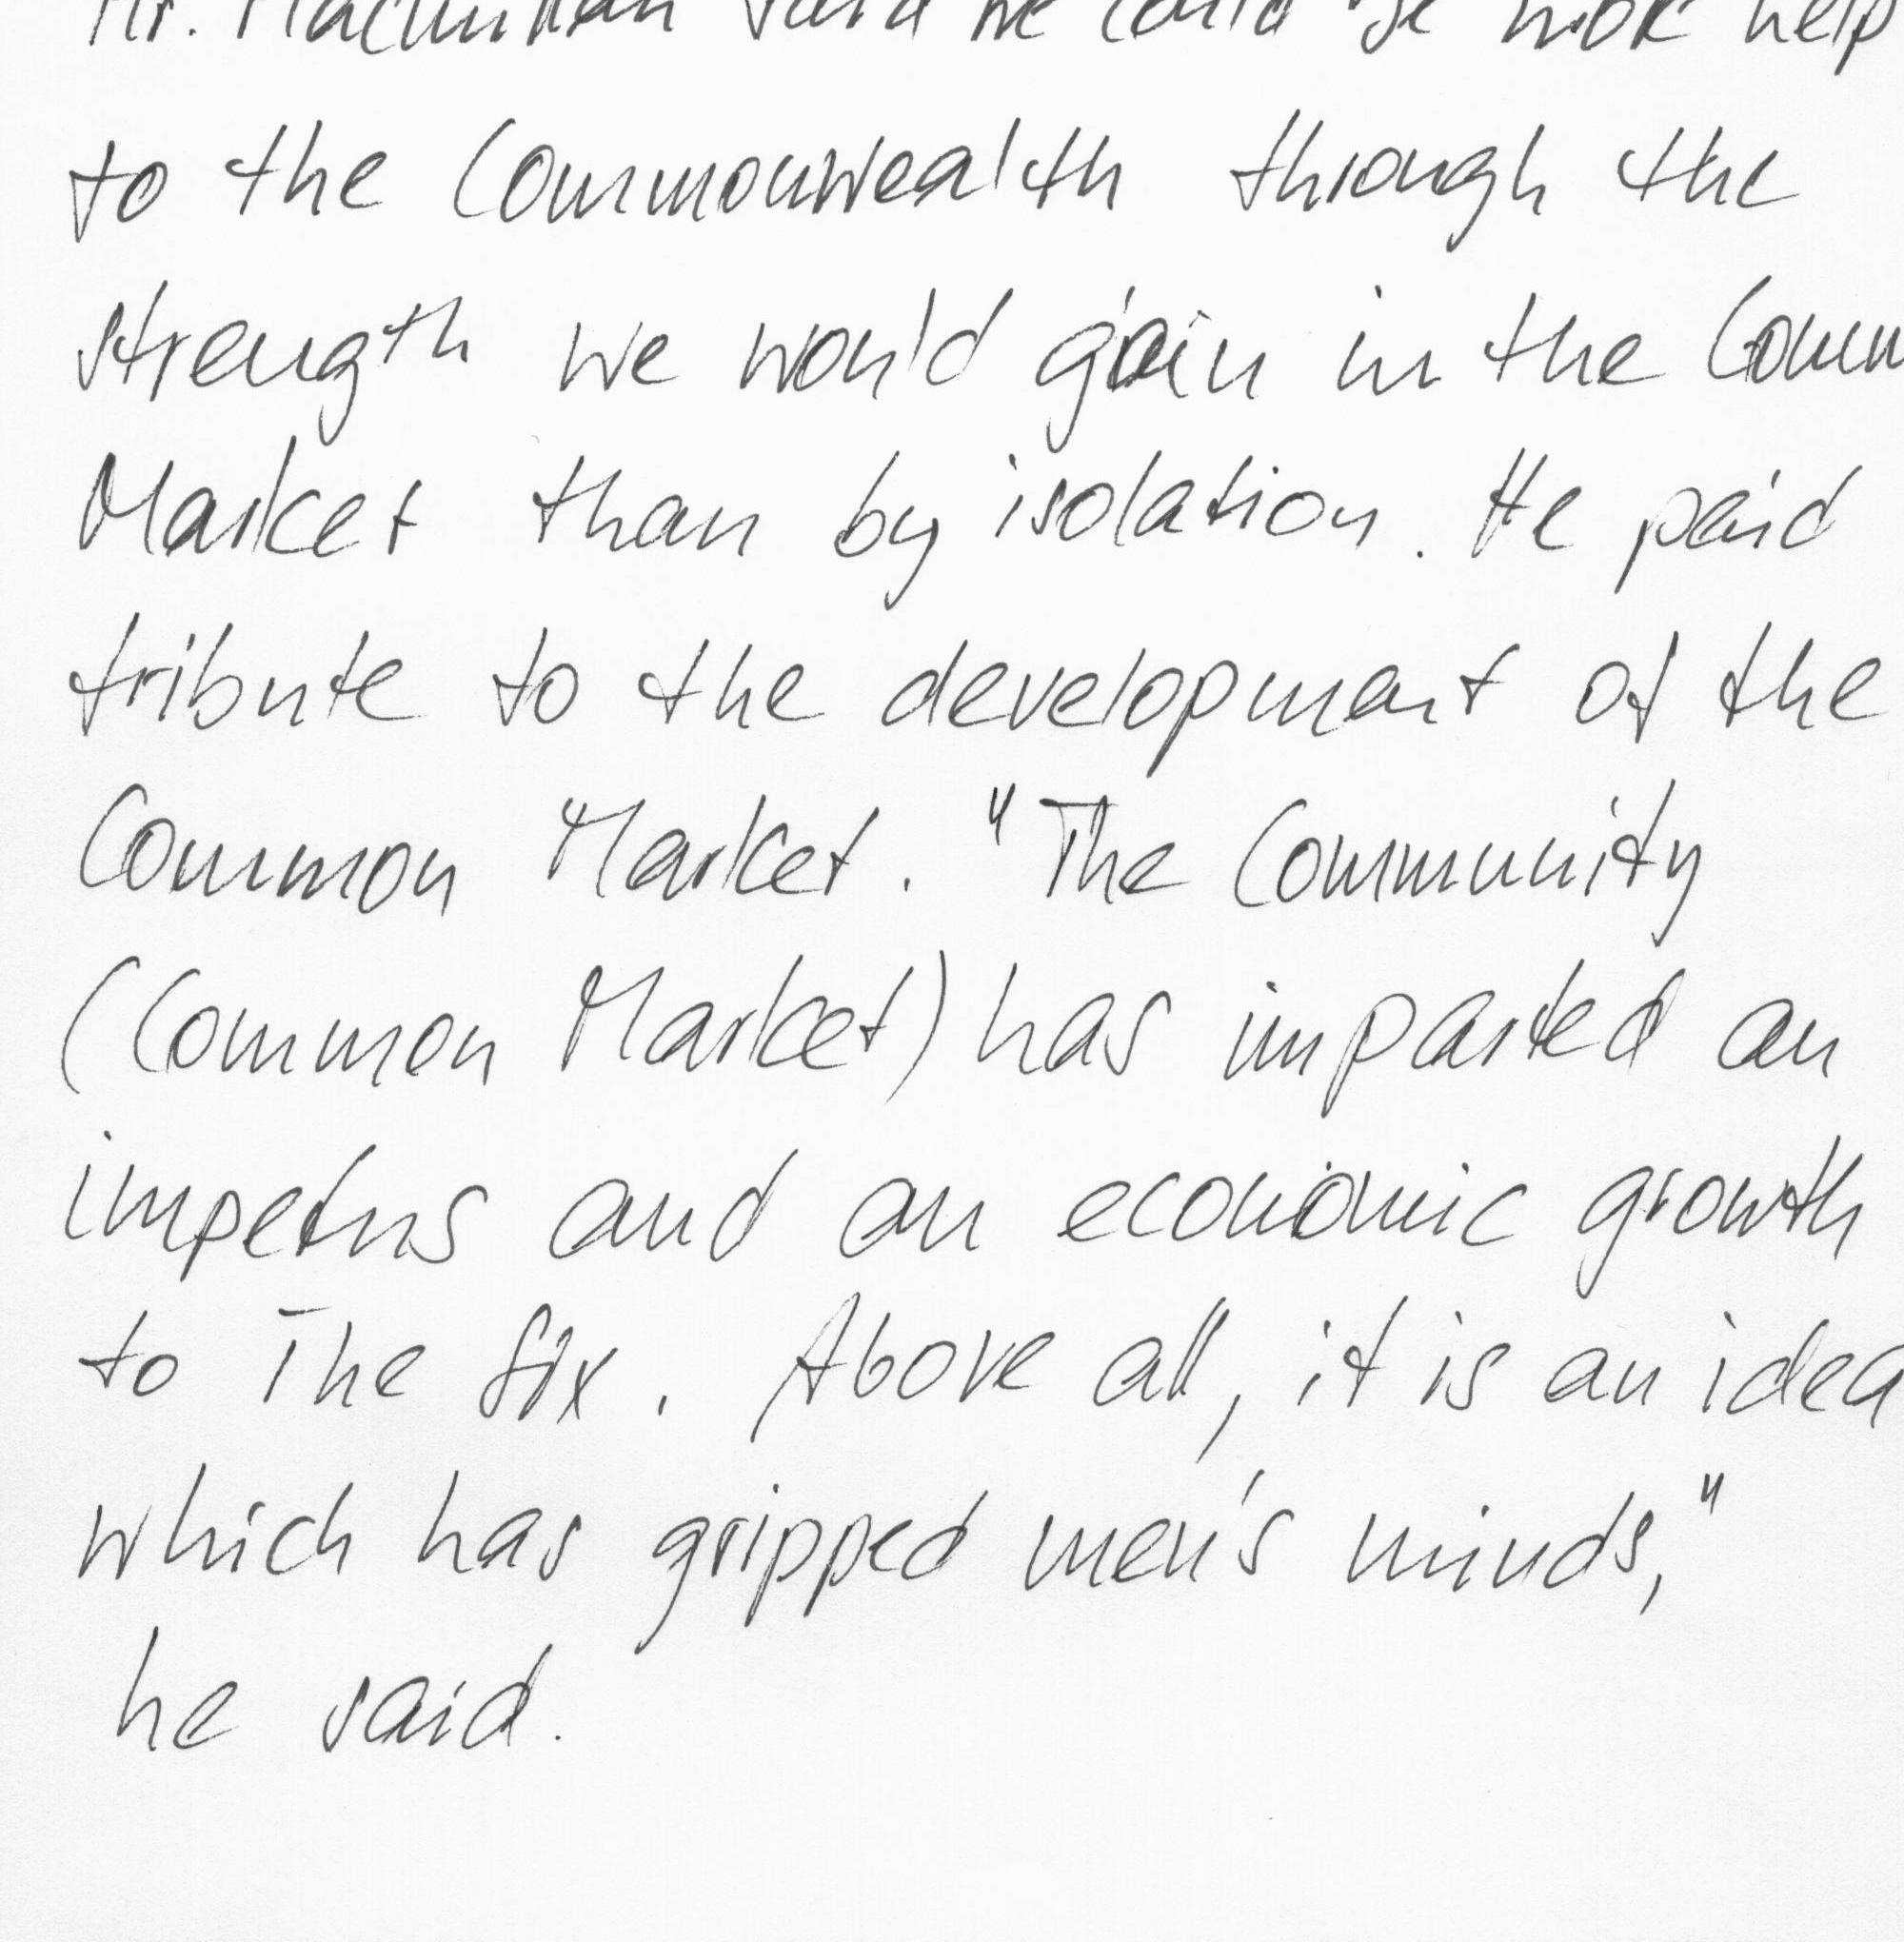 Mr. Macmillan said we could be more help
to the Commonwealth through the
strength we would gain in the Comm
Market than by isolation. He paid
tribute to the development of the
Common Market. "The Community
(Common Market) has imparted an
impetus and an economic growth
to The Six. Above all, it is an idea
which has gripped men's minds,"
he said.